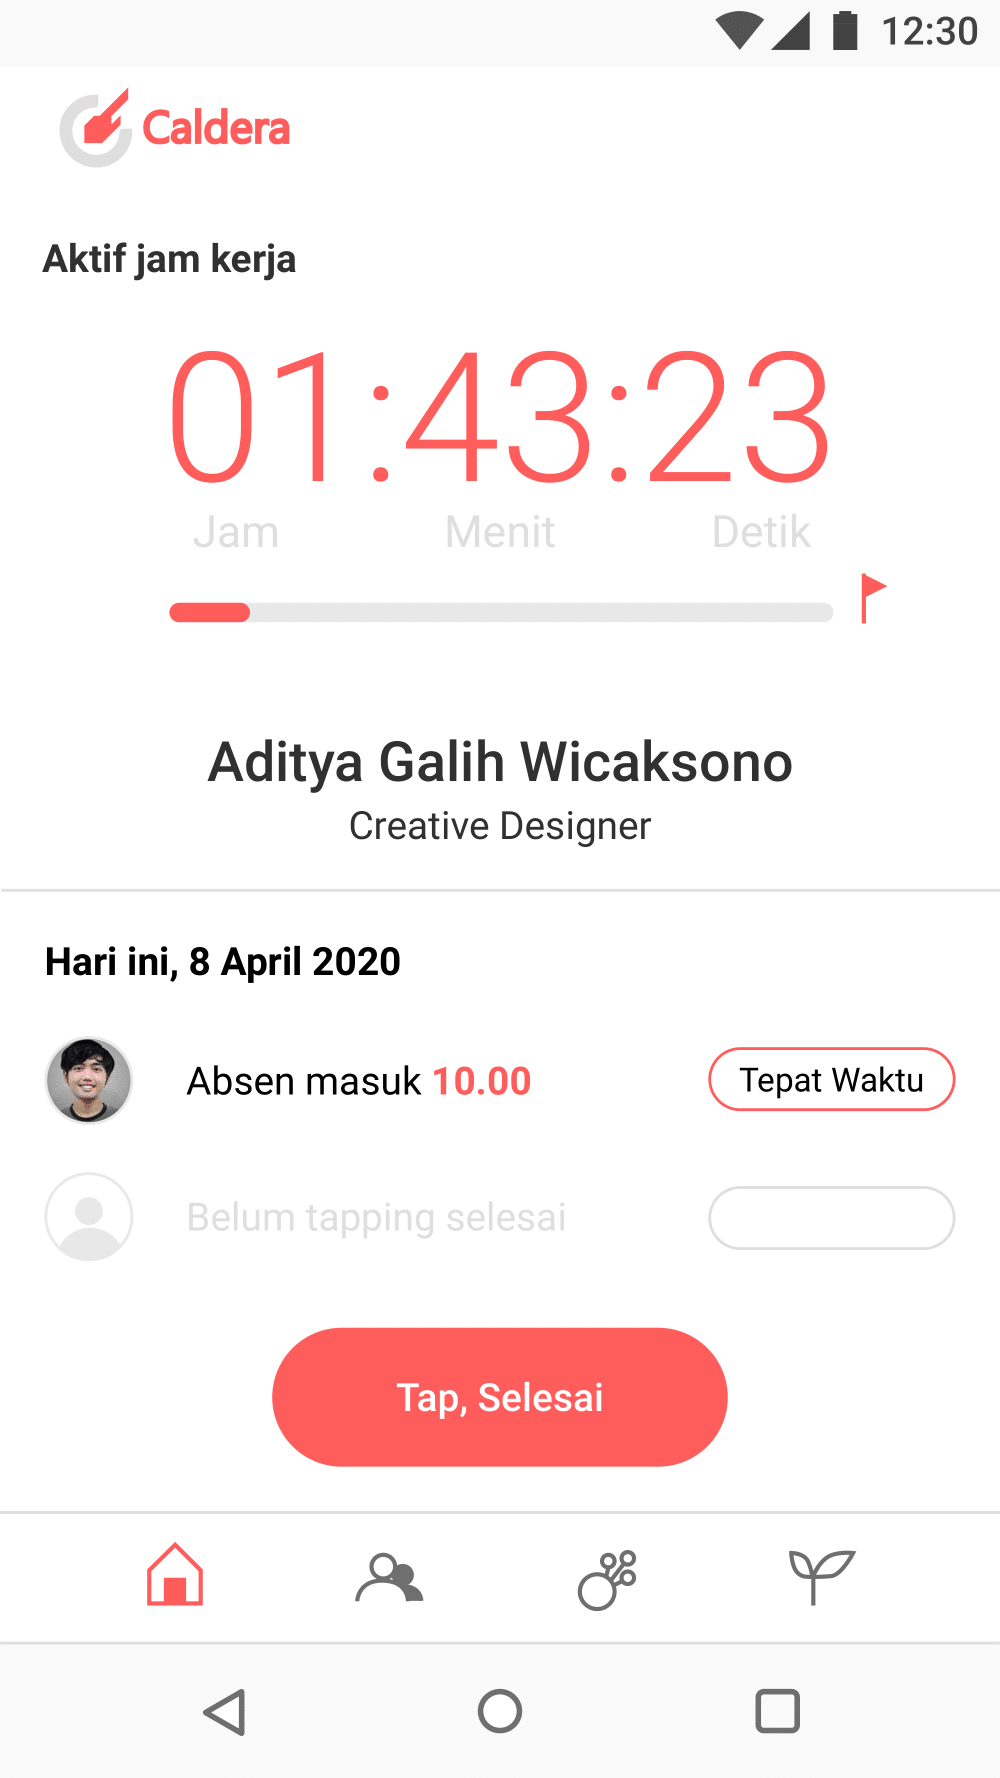 12:30
Caldera
Aktif jam kerja
01:43:23
Jam Menit Detik
Aditya Galih Wicaksono
Creative Designer
Hari ini, 8 April 2020
Absen masuk 10.00 Tepat Waktu
Belum tapping selesai
Tap, Selesai